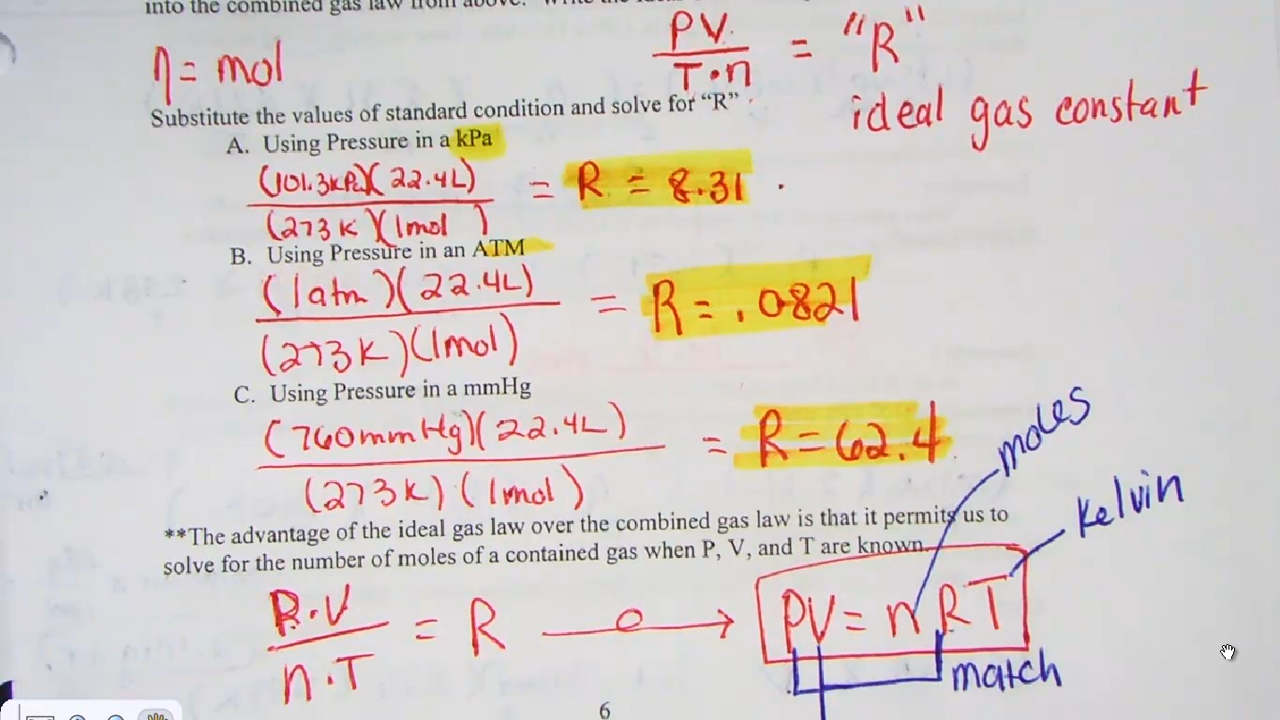 into the combined gas law from above.
η = mol
PV / T·n = "R"
ideal gas constant
Substitute the values of standard condition and solve for "R"
A. Using Pressure in a kPa
(101.3kPa)(22.4L) / (273K)(1mol) = R = 8.31
B. Using Pressure in an ATM
(1atm)(22.4L) / (273K)(1mol) = R = .0821
C. Using Pressure in a mmHg
(760mmHg)(22.4L) / (273K)(1mol) = R = 62.4
moles
Kelvin
**The advantage of the ideal gas law over the combined gas law is that it permits us to
solve for the number of moles of a contained gas when P, V, and T are known.
P·V / n·T = R → PV = nRT
match
6